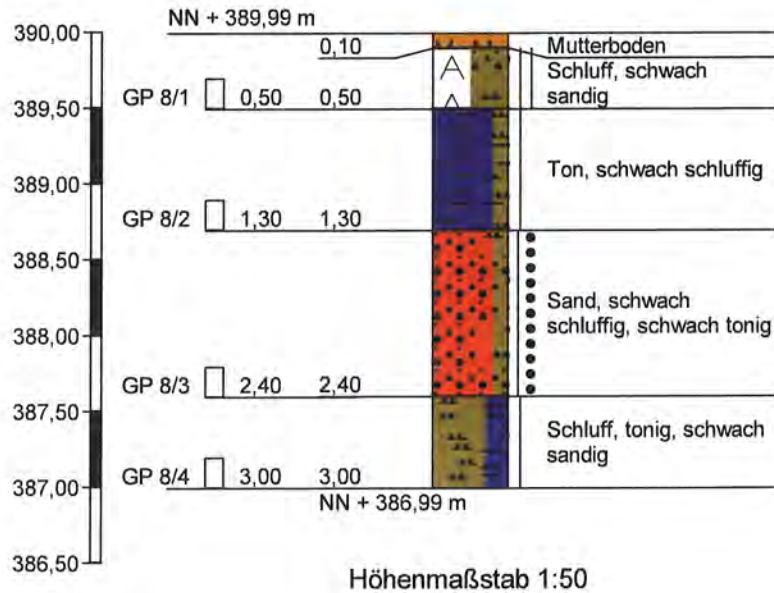 NN + 389,99 m
390,00
0,10 Mutterboden
Schluff, schwach
sandig
389,50 GP 8/1 0,50 0,50
389,00
Ton, schwach schluffig
GP 8/2 1,30 1,30
388,50
388,00
Sand, schwach
schluffig, schwach tonig
GP 8/3 2,40 2,40
387,50
Schluff, tonig, schwach
sandig
GP 8/4 3,00 3,00
387,00
NN + 386,99 m
386,50
Höhenmaßstab 1:50